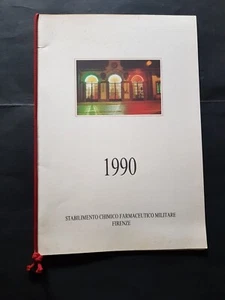 1990
STABILIMENTO CHIMICO FARMACEUTICO MILITARE
FIRENZE